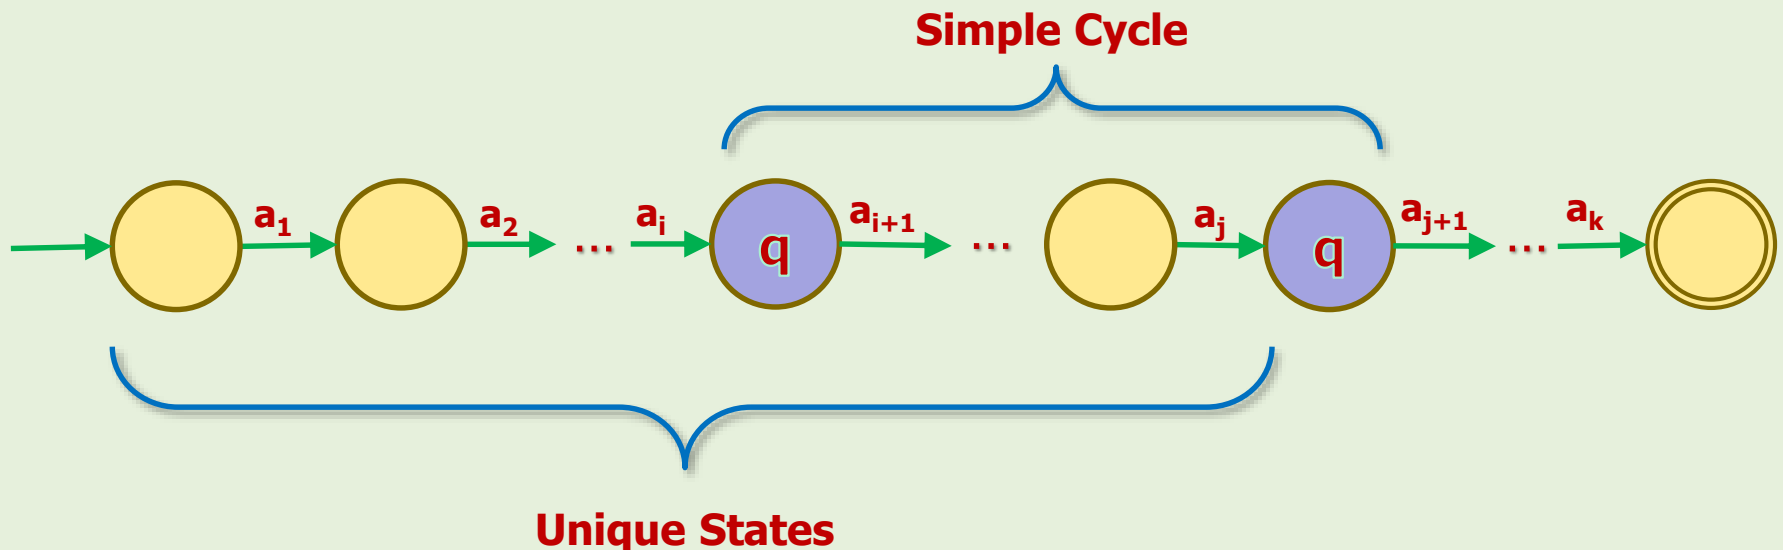 Simple Cycle
a1 a2 ... ai q ai+1 ... aj q aj+1 ... ak
Unique States